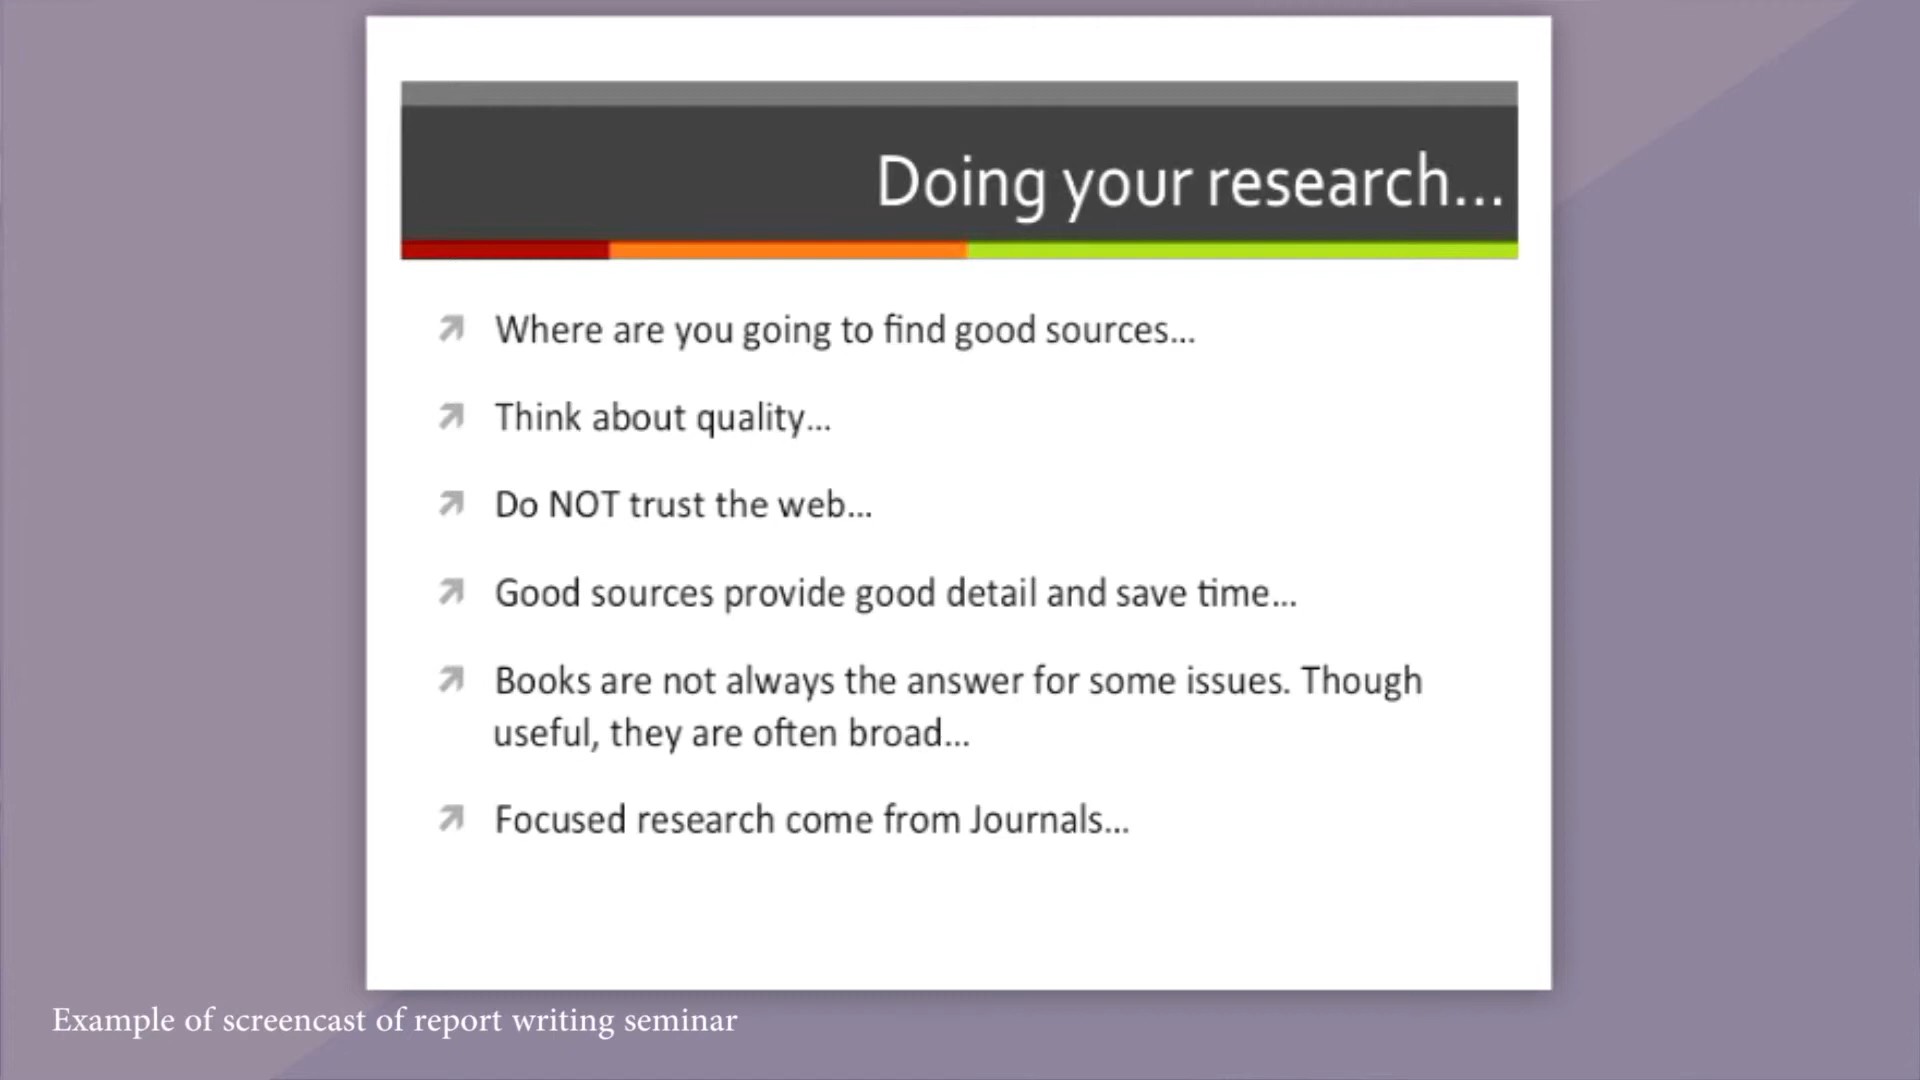 Doing your research...
Where are you going to find good sources...
Think about quality...
Do NOT trust the web...
Good sources provide good detail and save time...
Books are not always the answer for some issues. Though
useful, they are often broad...
Focused research come from Journals...
Example of screencast of report writing seminar